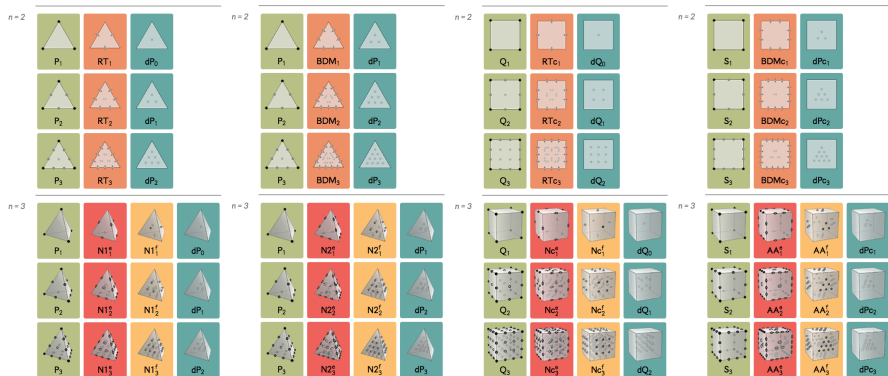 n=2
P1 RT1 dP0
P2 RT2 dP1
P3 RT3 dP2
n=3
P1 N1e1 N1f1 dP0
P2 N1e2 N1f2 dP1
P3 N1e3 N1f3 dP2
n=2
P1 BDM1 dP1
P2 BDM2 dP2
P3 BDM3 dP3
n=3
P1 N2e1 N2f1 dP1
P2 N2e2 N2f2 dP2
P3 N2e3 N2f3 dP3
n=2
Q1 RTc1 dQ0
Q2 RTc2 dQ1
Q3 RTc3 dQ2
n=3
Q1 Nce1 Ncf1 dQ0
Q2 Nce2 Ncf2 dQ1
Q3 Nce3 Ncf3 dQ2
n=2
S1 BDMc1 dPc1
S2 BDMc2 dPc2
S3 BDMc3 dPc3
n=3
S1 AAe1 AAf1 dPc1
S2 AAe2 AAf2 dPc2
S3 AAe3 AAf3 dPc3